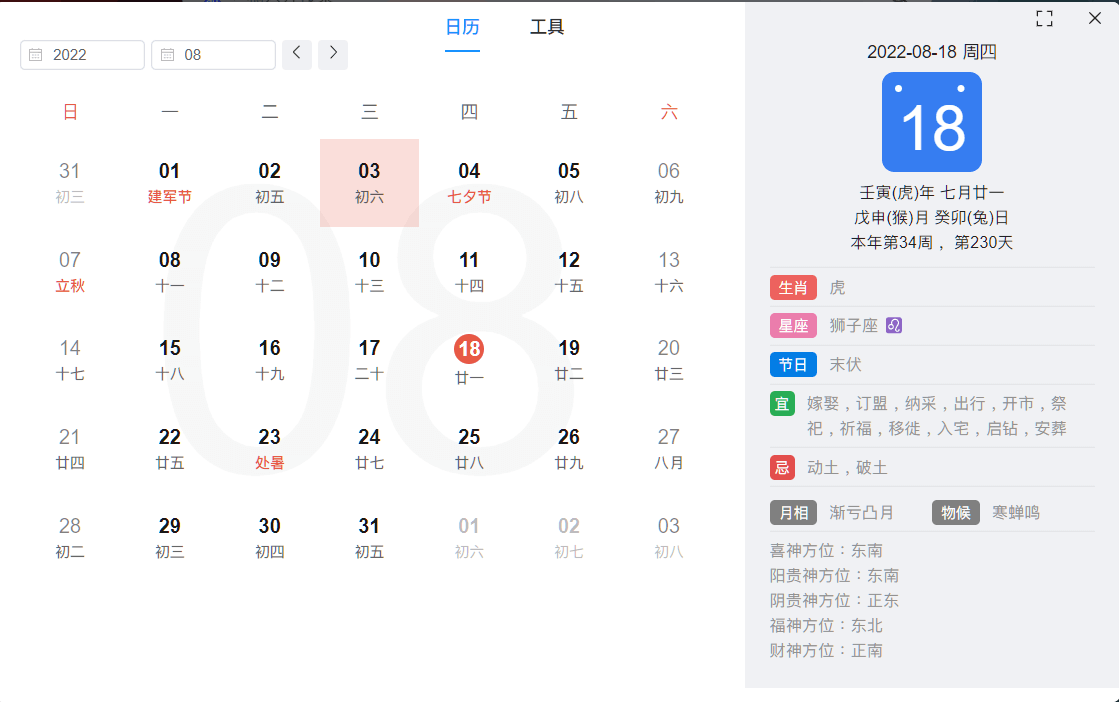 日历 工具
2022 08
日 一 二 三 四 五 六
31 01 02 03 04 05 06
初三 建军节 初五 初六 七夕节 初八 初九
07 08 09 10 11 12 13
立秋 十一 十二 十三 十四 十五 十六
14 15 16 17 18 19 20
十七 十八 十九 二十 廿一 廿二 廿三
21 22 23 24 25 26 27
廿四 廿五 处暑 廿七 廿八 廿九 八月
28 29 30 31 01 02 03
初二 初三 初四 初五 初六 初七 初八
08
2022-08-18 周四
18
壬寅(虎)年 七月廿一
戊申(猴)月 癸卯(兔)日
本年第34周， 第230天
生肖 虎
星座 狮子座 ♌
节日 末伏
宜 嫁娶，订盟，纳采，出行，开市，祭
祀，祈福，移徙，入宅，启钻，安葬
忌 动土，破土
月相 渐亏凸月 物候 寒蝉鸣
喜神方位：东南
阳贵神方位：东南
阴贵神方位：正东
福神方位：东北
财神方位：正南